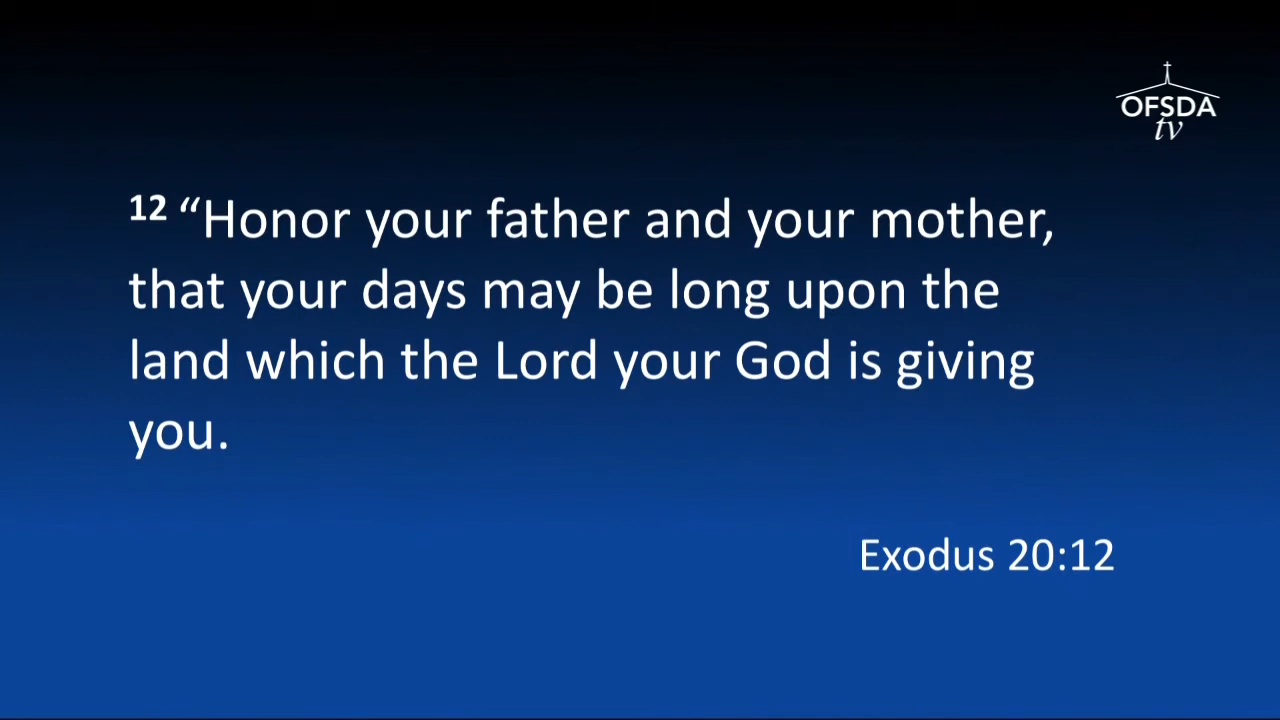 OFSDA
tv
12 “Honor your father and your mother,
that your days may be long upon the
land which the Lord your God is giving
you.
Exodus 20:12